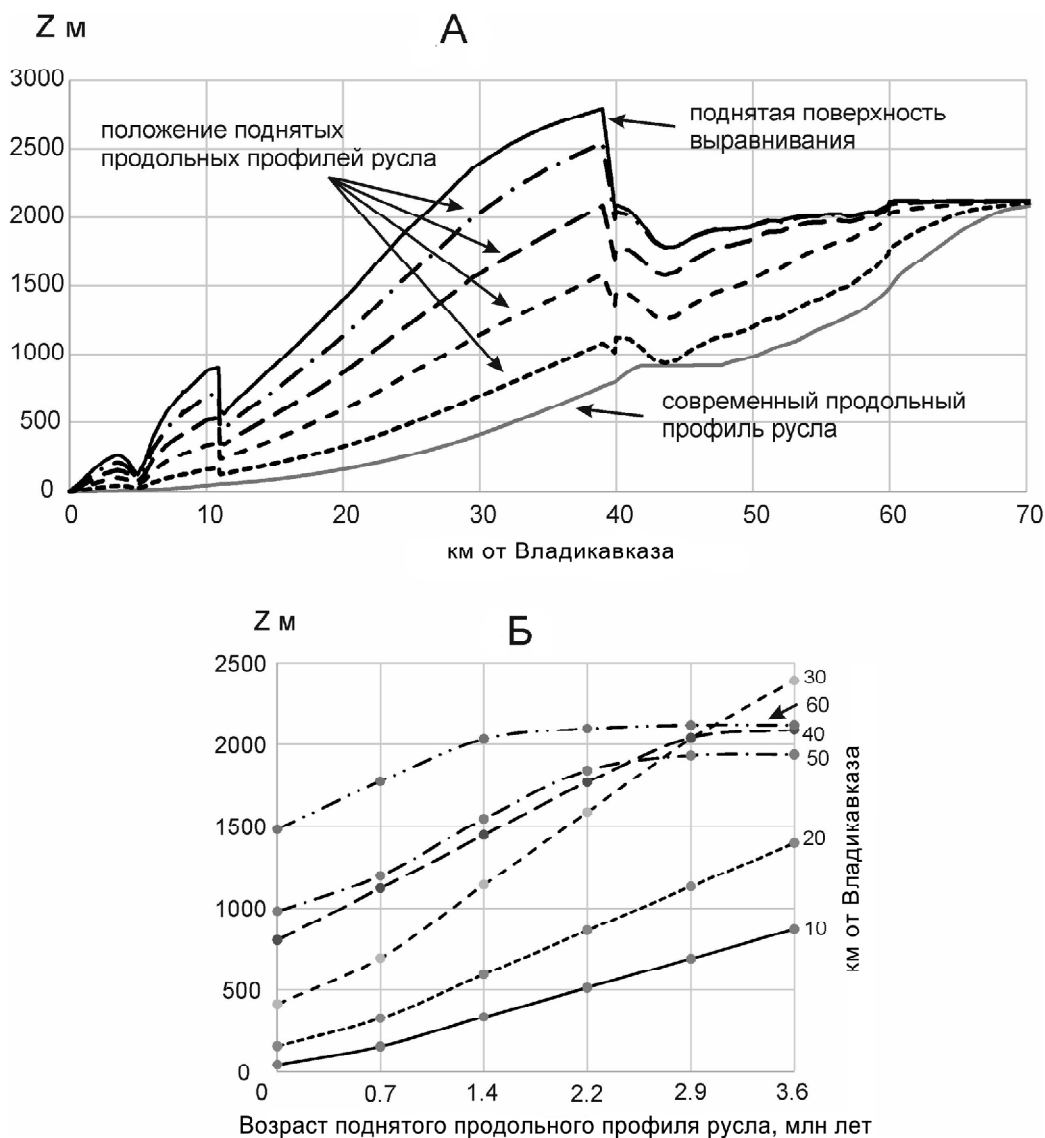 Z м
А
3000
2500
2000
1500
1000
500
0
положение поднятых
продольных профилей русла
поднятая поверхность
выравнивания
современный продольный
профиль русла
0 10 20 30 40 50 60 70
км от Владикавказа
Z м
Б
2500
2000
1500
1000
500
0
30
60
40
50
20
10
км от Владикавказа
0.7 1.4 2.2 2.9 3.6
Возраст поднятого продольного профиля русла, млн лет